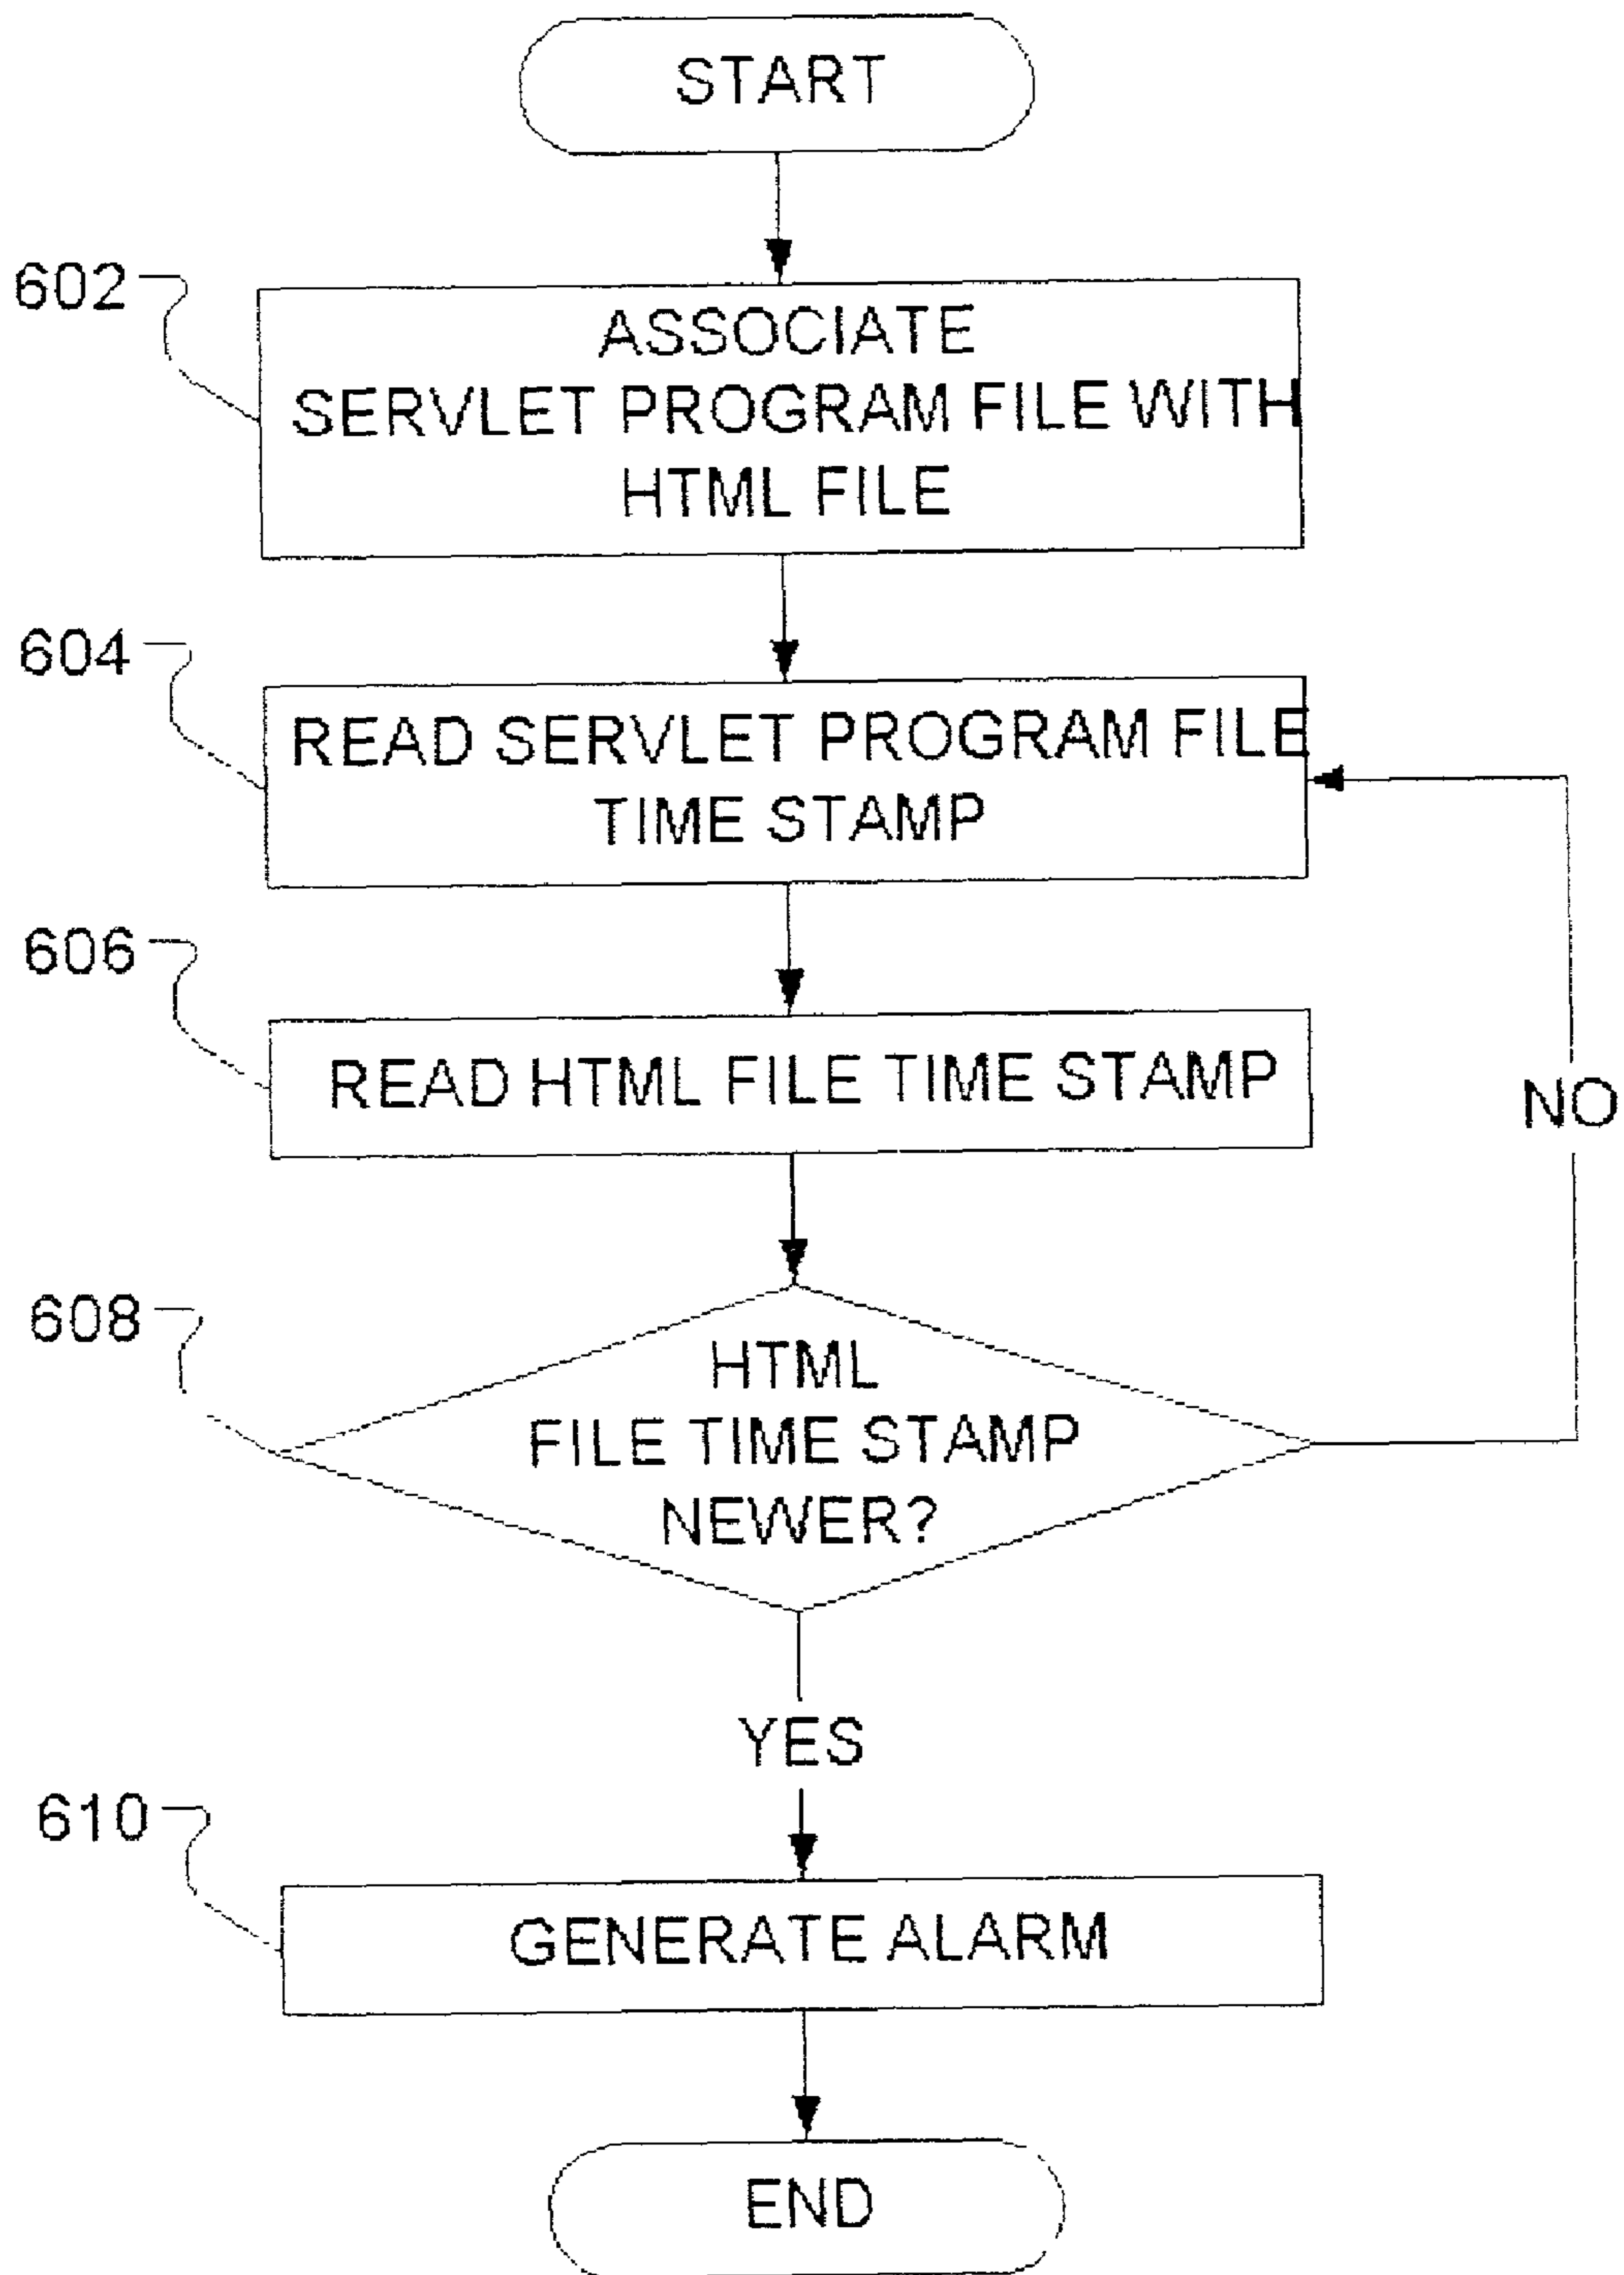 START
602
ASSOCIATE
SERVLET PROGRAM FILE WITH
HTML FILE
604
READ SERVLET PROGRAM FILE
TIME STAMP
606
READ HTML FILE TIME STAMP
NO
608
HTML
FILE TIME STAMP
NEWER?
YES
610
GENERATE ALARM
END